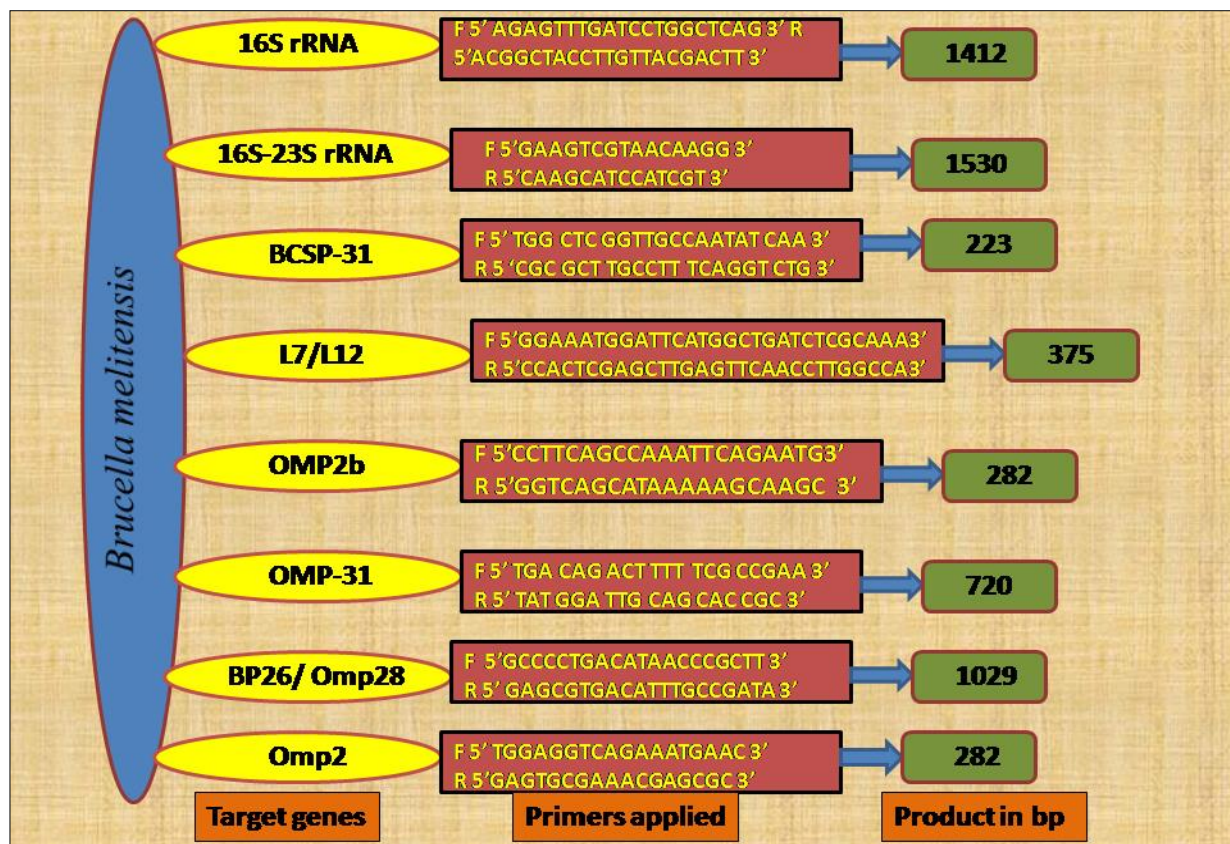 Brucella melitensis
16S rRNA
F 5’ AGAGTTTGATCCTGGCTCAG 3’ R
5’ACGGCTACCTTGTTACGACTT 3’
1412
16S-23S rRNA
F 5’GAAGTCGTAACAAGG 3’
R 5’CAAGCATCCATCGT 3’
1530
BCSP-31
F 5’ TGG CTC GGTTGCCAATAT CAA 3’
R 5 ‘CGC GCT TGCCTT TCAGGT CTG 3’
223
L7/L12
F 5’GGAAATGGATTCATGGCTGATCTCGCAAA3’
R 5’CCACTCGAGCTTGAGTTCAACCTTGGCCA3’
375
OMP2b
F 5’CCTTCAGCCAAATTCAGAATG3’
R 5’GGTCAGCATAAAAAGCAAGC 3’
282
OMP-31
F 5’ TGA CAG ACT TTT TCG CCGAA 3’
R 5’ TAT GGA TTG CAG CAC CGC 3’
720
BP26/ Omp28
F 5’GCCCCTGACATAACCCGCTT 3’
R 5’ GAGCGTGACATTTGCCGATA 3’
1029
Omp2
F 5’ TGGAGGTCAGAAATGAAC 3’
R 5’GAGTGCGAAACGAGCGC 3’
282
Target genes
Primers applied
Product in bp